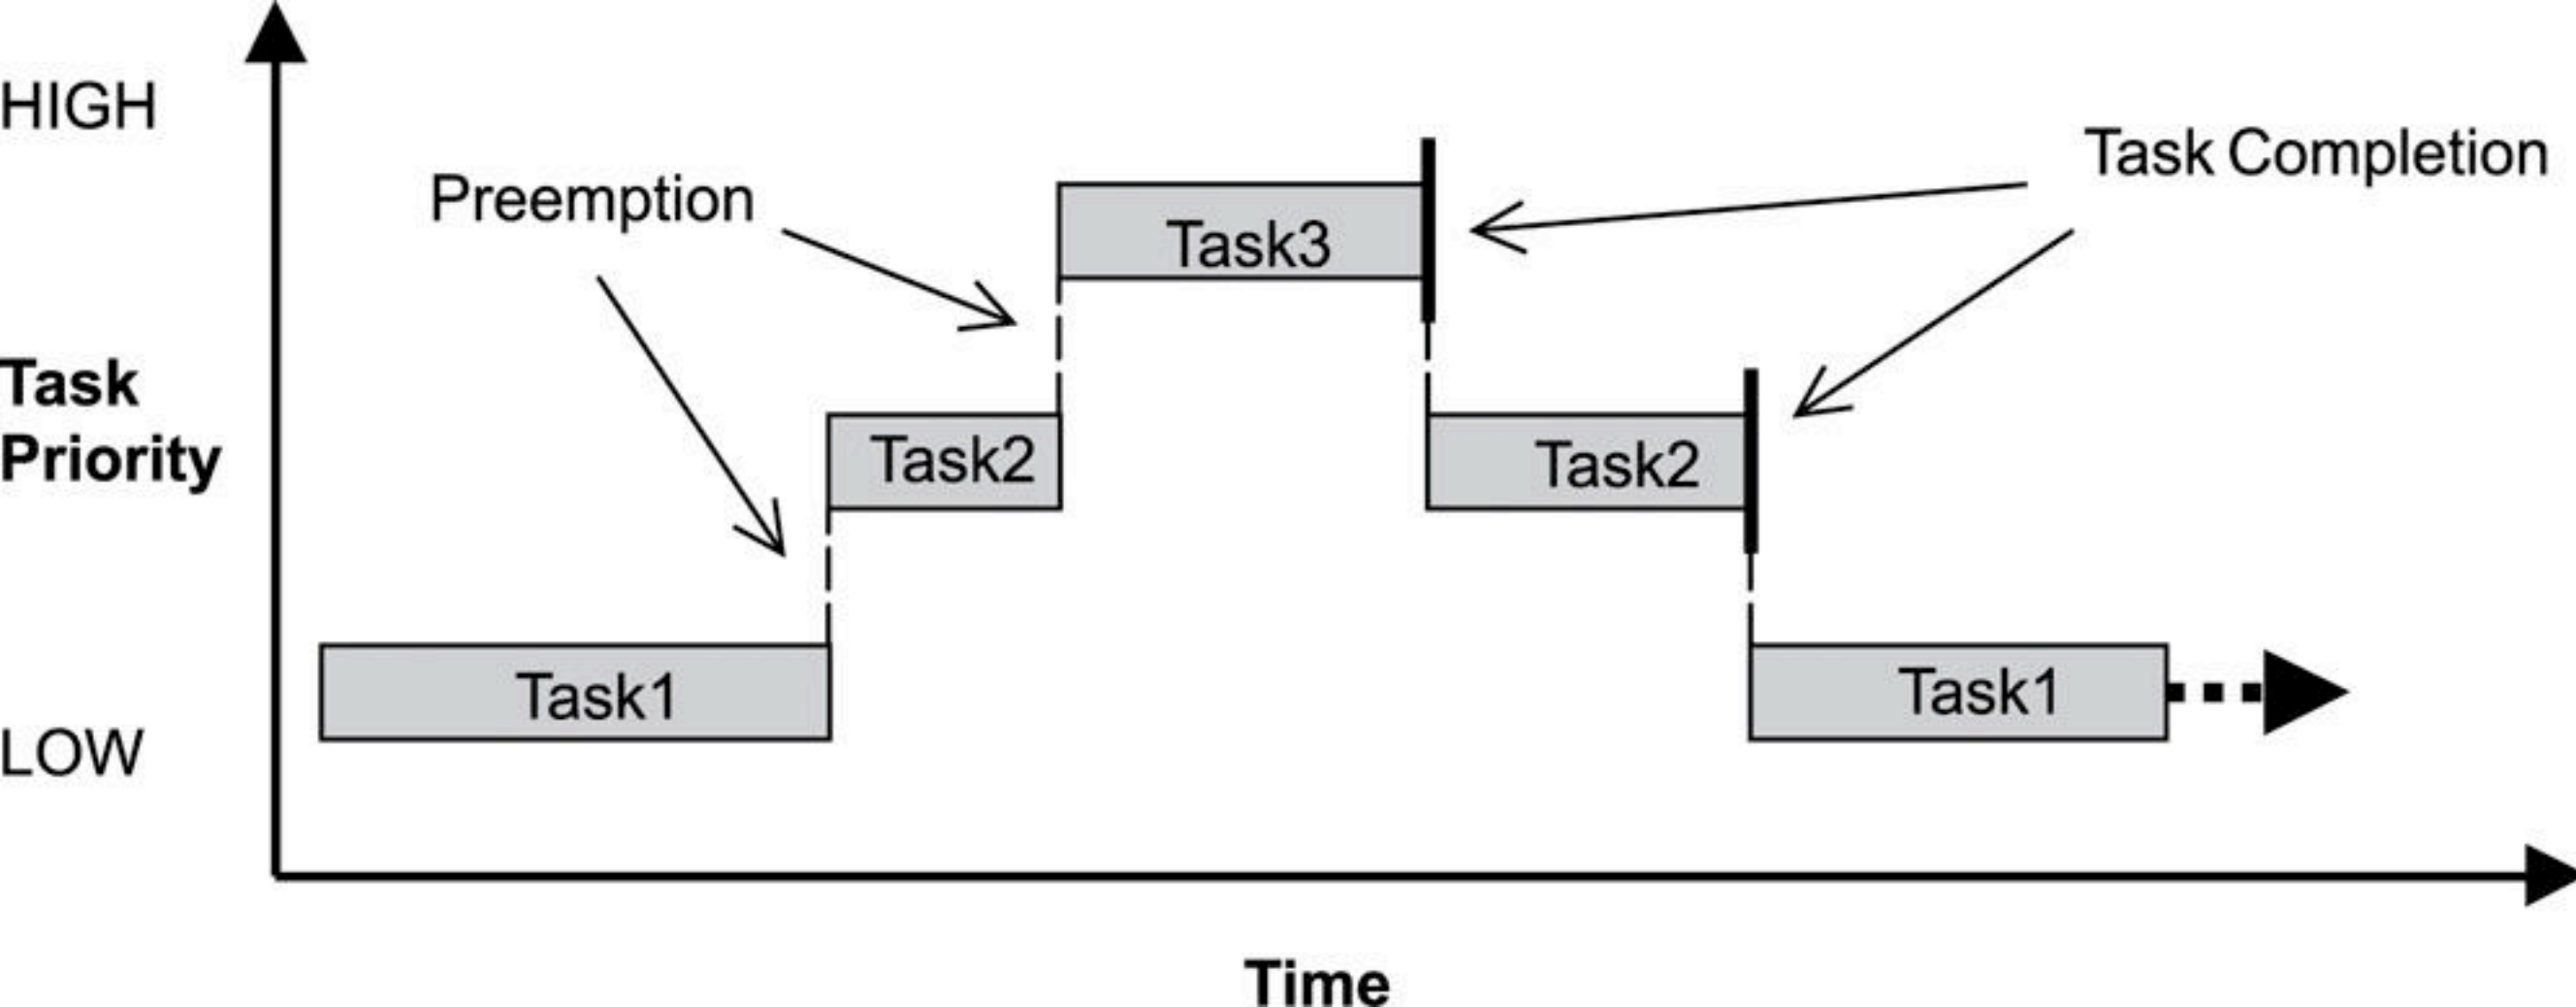 HIGH
Preemption
Task Completion
Task3
Task
Priority
Task2
Task2
Task1
Task1
LOW
Time